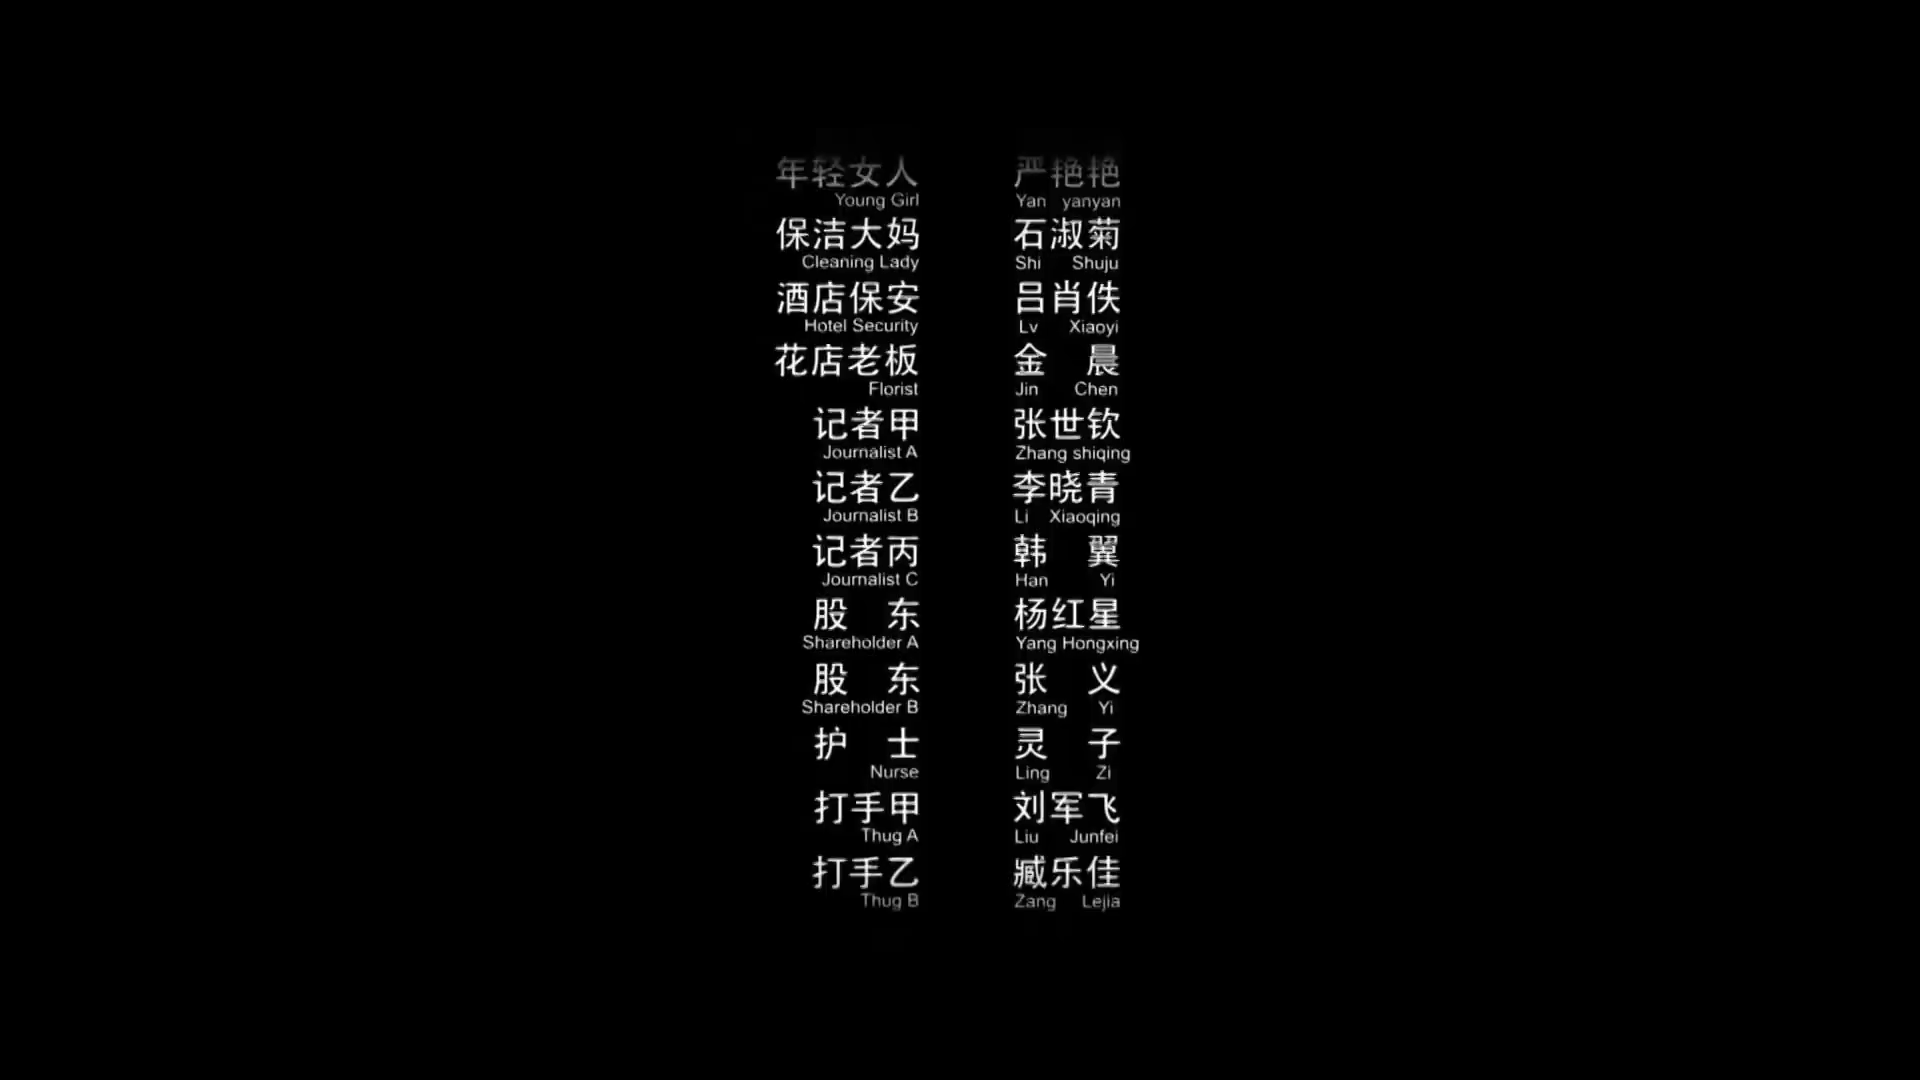 年轻女人 严艳艳
Young Girl Yan yanyan
保洁大妈 石淑菊
Cleaning Lady Shi Shuju
酒店保安 吕肖佚
Hotel Security Lv Xiaoyi
花店老板 金晨
Florist Jin Chen
记者甲 张世钦
Journalist A Zhang shiqing
记者乙 李晓青
Journalist B Li Xiaoqing
记者丙 韩翼
Journalist C Han Yi
股东 杨红星
Shareholder A Yang Hongxing
股东 张义
Shareholder B Zhang Yi
护士 灵子
Nurse Ling Zi
打手甲 刘军飞
Thug A Liu Junfei
打手乙 臧乐佳
Thug B Zang Lejia